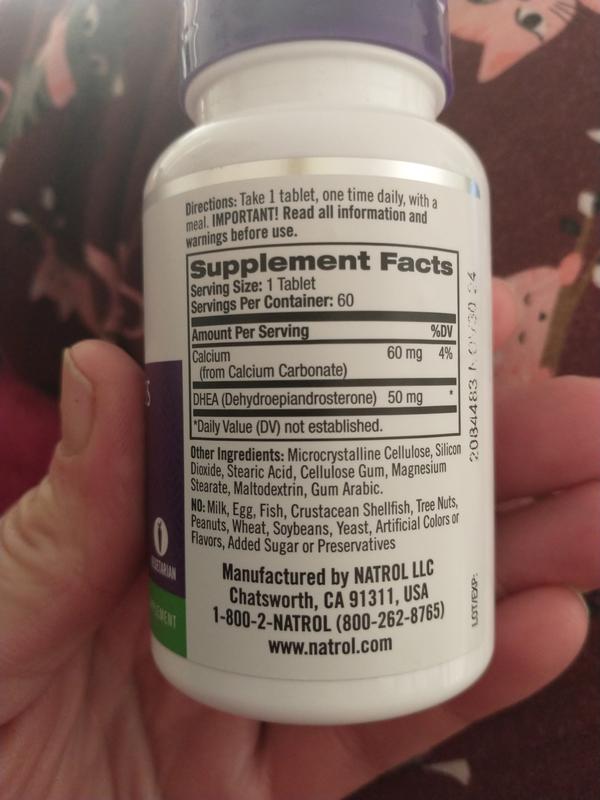 Directions: Take 1 tablet, one time daily, with a
meal. IMPORTANT! Read all information and
warnings before use.
Supplement Facts
Serving Size: 1 Tablet
Servings Per Container: 60
Amount Per Serving %DV
Calcium 60 mg 4%
(from Calcium Carbonate)
DHEA (Dehydroepiandrosterone) 50 mg *
*Daily Value (DV) not established.
Other Ingredients: Microcrystalline Cellulose, Silicon
Dioxide, Stearic Acid, Cellulose Gum, Magnesium
Stearate, Maltodextrin, Gum Arabic.
NO: Milk, Egg, Fish, Crustacean Shellfish, Tree Nuts,
Peanuts, Wheat, Soybeans, Yeast, Artificial Colors or
Flavors, Added Sugar or Preservatives
Manufactured by NATROL LLC
Chatsworth, CA 91311, USA
1-800-2-NATROL (800-262-8765)
www.natrol.com
LOT/EXP:
2084483 NOV 30 24